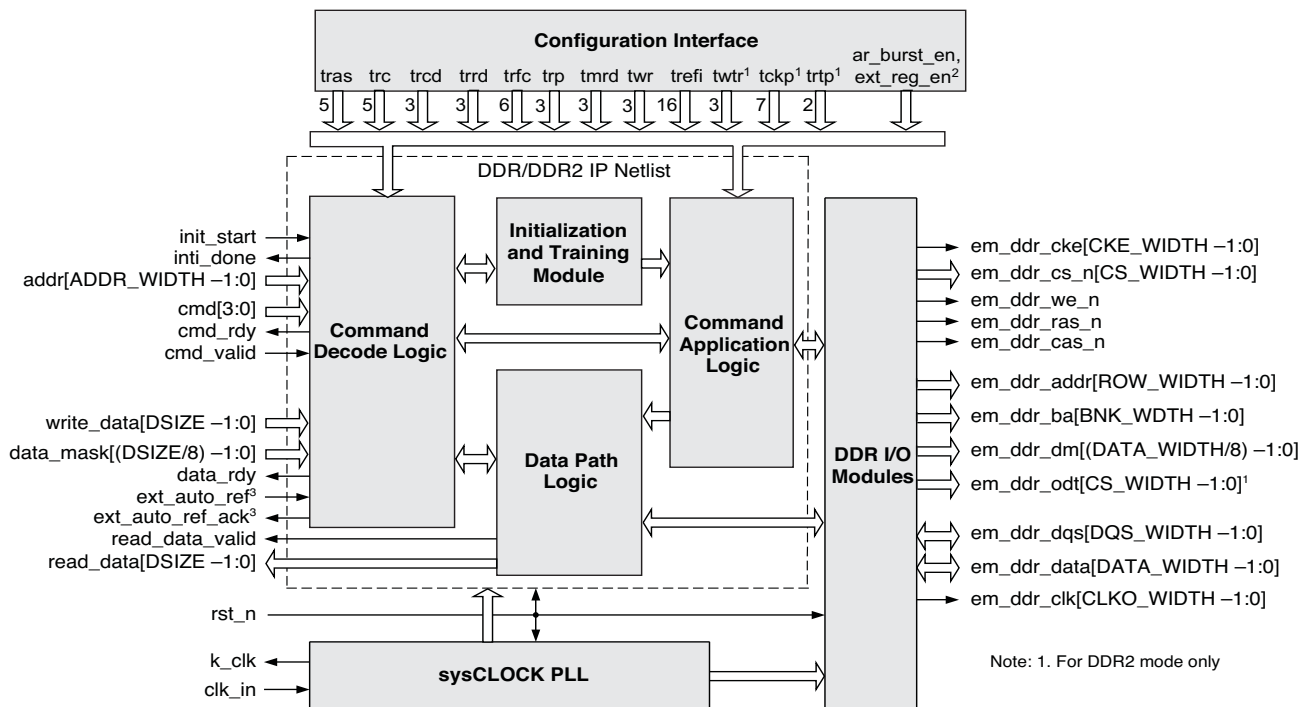 Configuration Interface
tras trc trcd trrd trfc trp tmrd twr trefi twtr¹ tckp¹ trtp¹ ar_burst_en,
ext_reg_en²
5 5 3 3 6 3 3 3 16 3 7 2
DDR/DDR2 IP Netlist
init_start
inti_done
addr[ADDR_WIDTH –1:0]
cmd[3:0]
cmd_rdy
cmd_valid
write_data[DSIZE –1:0]
data_mask[(DSIZE/8) –1:0]
data_rdy
ext_auto_ref³
ext_auto_ref_ack³
read_data_valid
read_data[DSIZE –1:0]
rst_n
k_clk
clk_in
Command
Decode Logic
Initialization
and Training
Module
Command
Application
Logic
Data Path
Logic
sysCLOCK PLL
DDR I/O
Modules
em_ddr_cke[CKE_WIDTH –1:0]
em_ddr_cs_n[CS_WIDTH –1:0]
em_ddr_we_n
em_ddr_ras_n
em_ddr_cas_n
em_ddr_addr[ROW_WIDTH –1:0]
em_ddr_ba[BNK_WDTH –1:0]
em_ddr_dm[(DATA_WIDTH/8) –1:0]
em_ddr_odt[CS_WIDTH –1:0]¹
em_ddr_dqs[DQS_WIDTH –1:0]
em_ddr_data[DATA_WIDTH –1:0]
em_ddr_clk[CLKO_WIDTH –1:0]
Note: 1. For DDR2 mode only